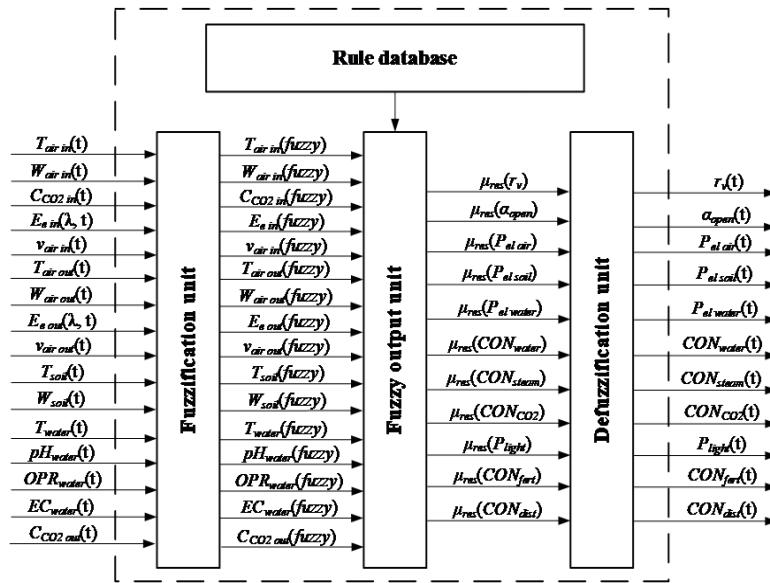 Rule database
T_air in(t)
W_air in(t)
C_CO2 in(t)
E_e in(λ, t)
v_air in(t)
T_air out(t)
W_air out(t)
E_e out(λ, t)
v_air out(t)
T_soil(t)
W_soil(t)
T_water(t)
pH_water(t)
OPR_water(t)
EC_water(t)
C_CO2 out(t)
Fuzzification unit
T_air in(fuzzy)
W_air in(fuzzy)
C_CO2 in(fuzzy)
E_e in(fuzzy)
v_air in(fuzzy)
T_air out(fuzzy)
W_air out(fuzzy)
E_e out(fuzzy)
v_air out(fuzzy)
T_soil(fuzzy)
W_soil(fuzzy)
T_water(fuzzy)
pH_water(fuzzy)
OPR_water(fuzzy)
EC_water(fuzzy)
C_CO2 out(fuzzy)
Fuzzy output unit
μ_res(r_v)
μ_res(α_open)
μ_res(P_el air)
μ_res(P_el soil)
μ_res(P_el water)
μ_res(CON_water)
μ_res(CON_steam)
μ_res(CON_CO2)
μ_res(P_light)
μ_res(CON_fert)
μ_res(CON_dist)
Defuzzification unit
r_v(t)
α_open(t)
P_el air(t)
P_el soil(t)
P_el water(t)
CON_water(t)
CON_steam(t)
CON_CO2(t)
P_light(t)
CON_fert(t)
CON_dist(t)